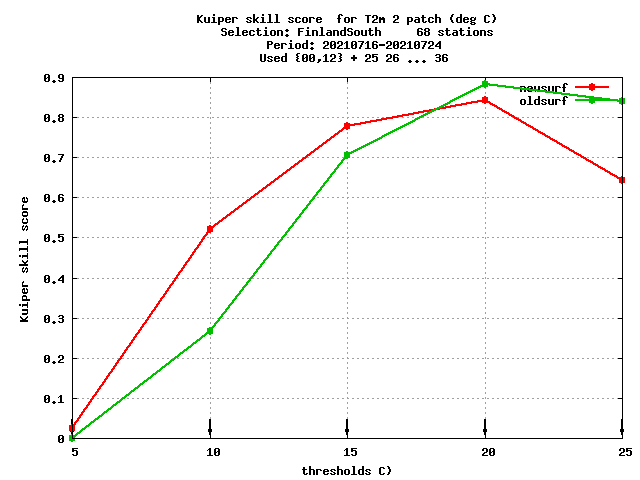 Kuiper skill score  for T2m 2 patch (deg C)
Selection: FinlandSouth     68 stations
Period: 20210716-20210724
Used {00,12} + 25 26 ... 36
newsurf
oldsurf
0.9
0.8
0.7
0.6
0.5
0.4
0.3
0.2
0.1
0
Kuiper skill score
5 10 15 20 25
thresholds C)